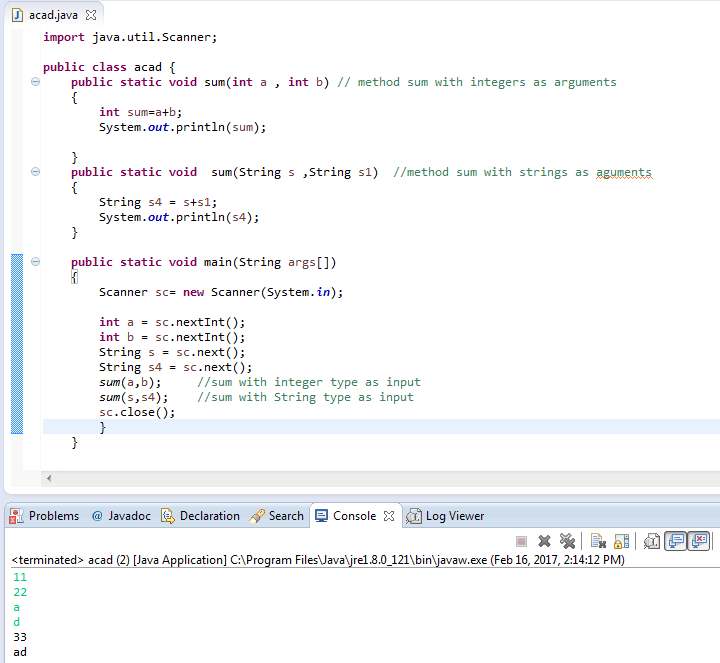 acad.java
import java.util.Scanner;
public class acad {
public static void sum(int a , int b) // method sum with integers as arguments
{
int sum=a+b;
System.out.println(sum);
}
public static void  sum(String s ,String s1)  //method sum with strings as aguments
{
String s4 = s+s1;
System.out.println(s4);
}
public static void main(String args[])
{
Scanner sc= new Scanner(System.in);
int a = sc.nextInt();
int b = sc.nextInt();
String s = sc.next();
String s4 = sc.next();
sum(a,b);     //sum with integer type as input
sum(s,s4);    //sum with String type as input
sc.close();
}
}
Problems @ Javadoc Declaration Search Console Log Viewer
<terminated> acad (2) [Java Application] C:\Program Files\Java\jre1.8.0_121\bin\javaw.exe (Feb 16, 2017, 2:14:12 PM)
11
22
a
d
33
ad